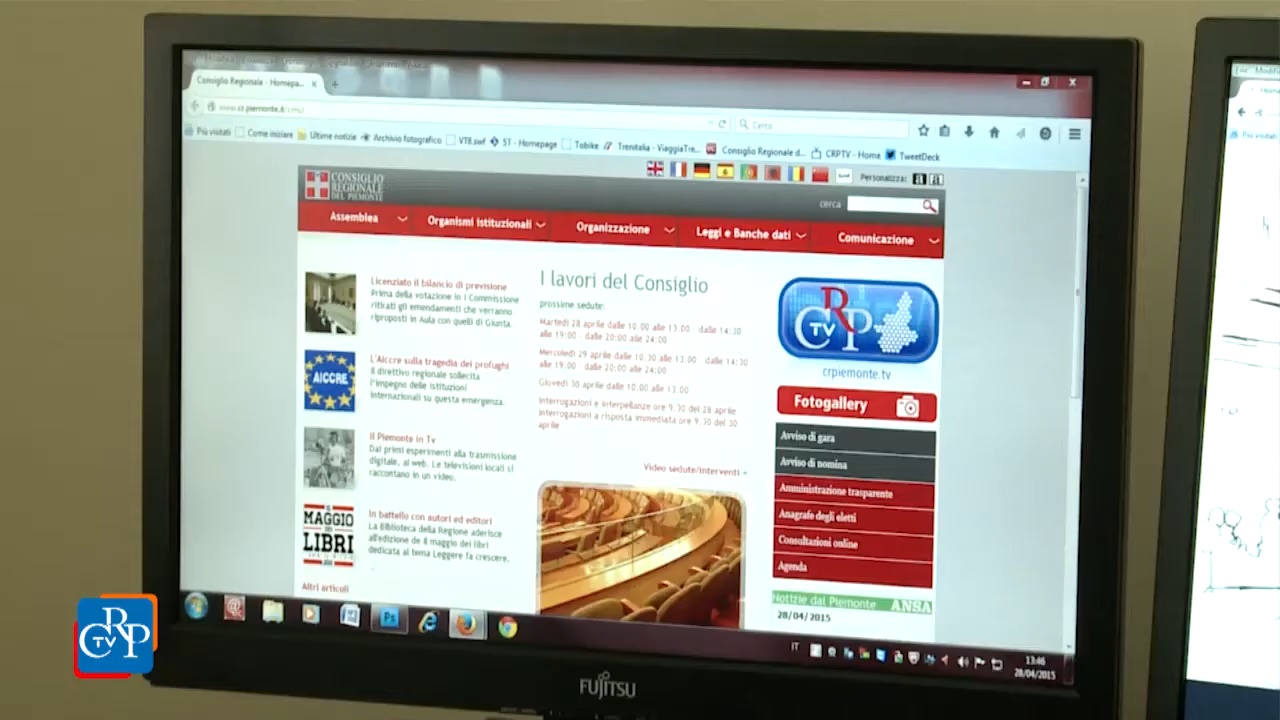 Consiglio Regionale - Homepa...
www.cr.piemonte.it/cms/
Cerca
Più visitati
Come iniziare
Ultime notizie
Archivio fotografico
VT8.swf
5T - Homepage
Tobike
Trenitalia - ViaggiaTre...
Consiglio Regionale d...
CRPTV - Home
TweetDeck
CONSIGLIO
REGIONALE
DEL PIEMONTE
Personalizza: a a
cerca
Assemblea
Organismi istituzionali
Organizzazione
Leggi e Banche dati
Comunicazione
Licenziato il bilancio di previsione
Prima della votazione in I Commissione
ritirati gli emendamenti che verranno
riproposti in Aula con quelli di Giunta.
AICCRE
L'Aiccre sulla tragedia dei profughi
Il direttivo regionale sollecita
l'impegno delle istituzioni
internazionali su questa emergenza.
Il Piemonte in Tv
Dai primi esperimenti alla trasmissione
digitale, al web. Le televisioni locali si
raccontano in un video.
IL
MAGGIO
DEI
LIBRI
In battello con autori ed editori
La Biblioteca della Regione aderisce
all'edizione de Il maggio dei libri
dedicata al tema Leggere fa crescere.
Altri articoli
I lavori del Consiglio
prossime sedute:
Martedì 28 aprile dalle 10.00 alle 13.00 - dalle 14:30
alle 19:00 - dalle 20:00 alle 24:00
Mercoledì 29 aprile dalle 10.30 alle 13.00 - dalle 14:30
alle 19:00 - dalle 20:00 alle 24:00
Giovedì 30 aprile dalle 10.00 alle 13.00
Interrogazioni e interpellanze ore 9.30 del 28 aprile
Interrogazioni a risposta immediata ore 9.30 del 30
aprile
Video sedute/interventi »
CRP TV
crpiemonte.tv
Fotogallery
Avviso di gara
Avviso di nomina
Amministrazione trasparente
Anagrafe degli eletti
Consultazioni online
Agenda
Notizie dal Piemonte ANSA
28/04/2015
Ps
IT
13:46
28/04/2015
FUJITSU
CRP TV